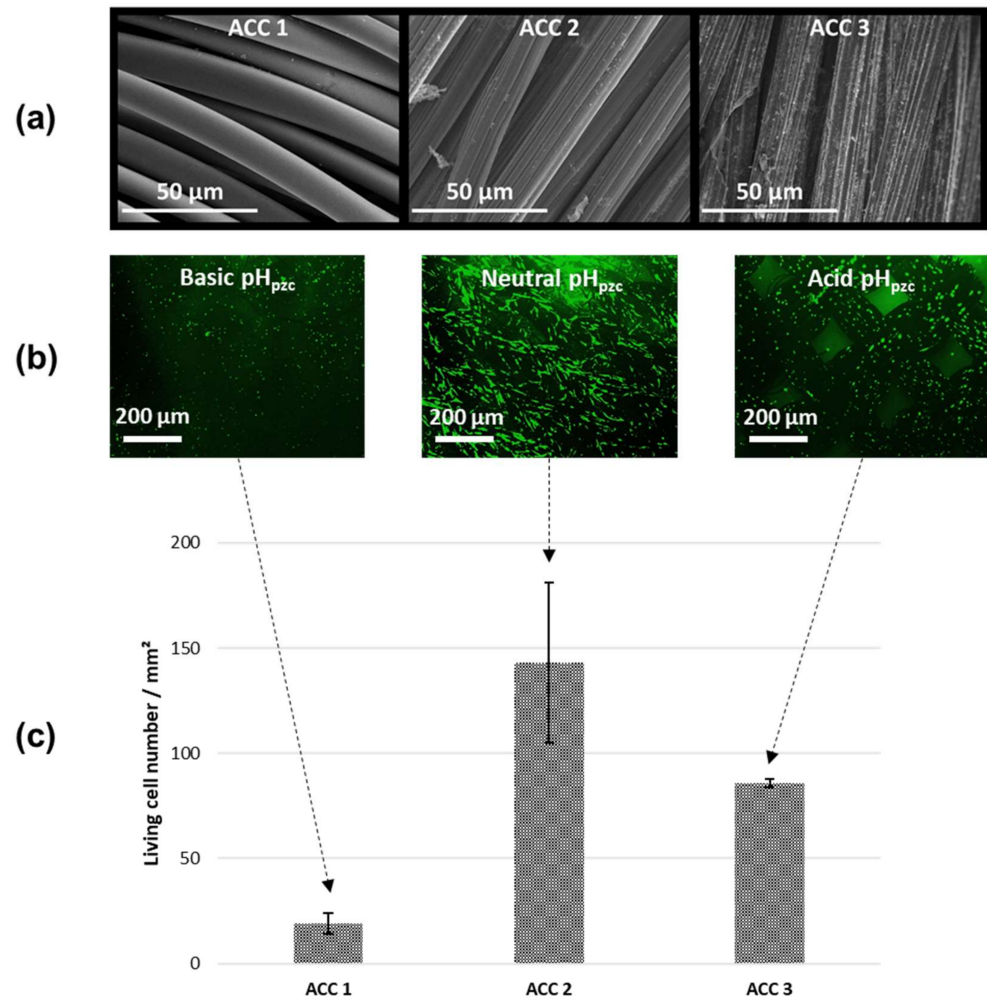 (a)
ACC 1
ACC 2
ACC 3
50 µm
50 µm
50 µm
(b)
Basic pHpzc
Neutral pHpzc
Acid pHpzc
200 µm
200 µm
200 µm
(c)
Living cell number / mm²
200
150
100
50
0
ACC 1
ACC 2
ACC 3